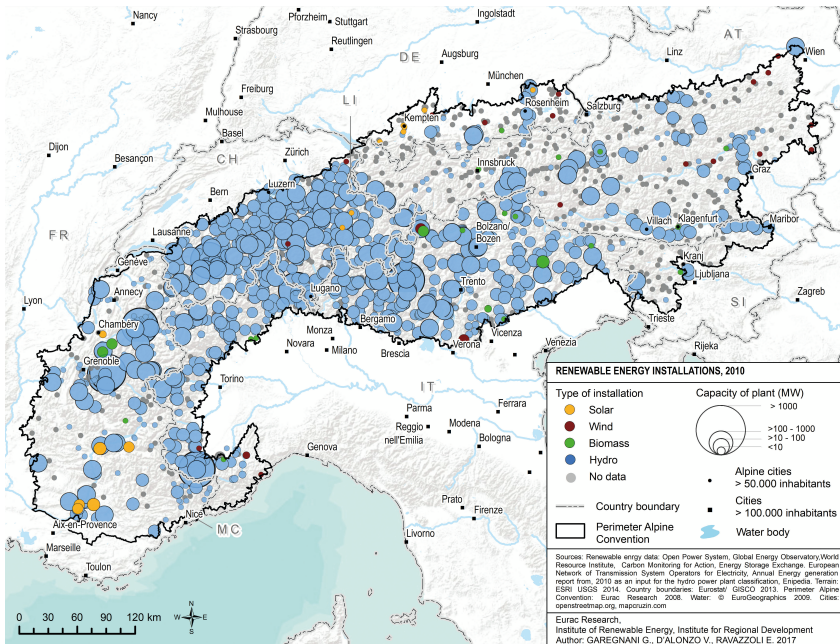 Nancy
Pforzheim
Stuttgart
Ingolstadt
Strasbourg
Reutlingen
AT
DE
Augsburg
Linz
Wien
München
Freiburg
LI
Rosenheim
Salzburg
Mulhouse
Kempten
Basel
Dijon
Zürich
Besançon
CH
Innsbruck
Graz
Luzern
Bern
Bolzano/
Bozen
Villach
Klagenfurt
Maribor
FR
Lausanne
Kranj
Genève
Ljubljana
Trento
Lugano
Annecy
SI
Lyon
Zagreb
Bergamo
Trieste
Chambéry
Monza
Vicenza
Novara
Milano
Brescia
Verona
Venezia
Rijeka
Grenoble
Torino
IT
Parma
Ferrara
Reggio
nell'Emilia
Modena
Bologna
Genova
Prato
Firenze
Nice
MC
Aix-en-Provence
Livorno
Marseille
Toulon
0 30 60 90 120 km
N
W E
S
RENEWABLE ENERGY INSTALLATIONS, 2010
Type of installation
Solar
Wind
Biomass
Hydro
No data
Capacity of plant (MW)
> 1000
>100 - 1000
>10 - 100
<10
Alpine cities
> 50.000 inhabitants
Country boundary
Cities
> 100.000 inhabitants
Perimeter Alpine
Convention
Water body
Sources: Renewable enrgy data: Open Power System, Global Energy Observatory,World
Resource Institute, Carbon Monitoring for Action, Energy Storage Exchange. European
Network of Transmission System Operators for Electricity, Annual Energy generation
report from, 2010 as an input for the hydro power plant classification, Enipedia. Terrain:
ESRI USGS 2014. Country boundaries: Eurostat/ GISCO 2013. Perimeter Alpine
Convention: Eurac Research 2008. Water: © EuroGeographics 2009. Cities:
openstreetmap.org, mapcruzin.com
Eurac Research,
Institute of Renewable Energy, Institute for Regional Development
Author: GAREGNANI G., D'ALONZO V., RAVAZZOLI E. 2017